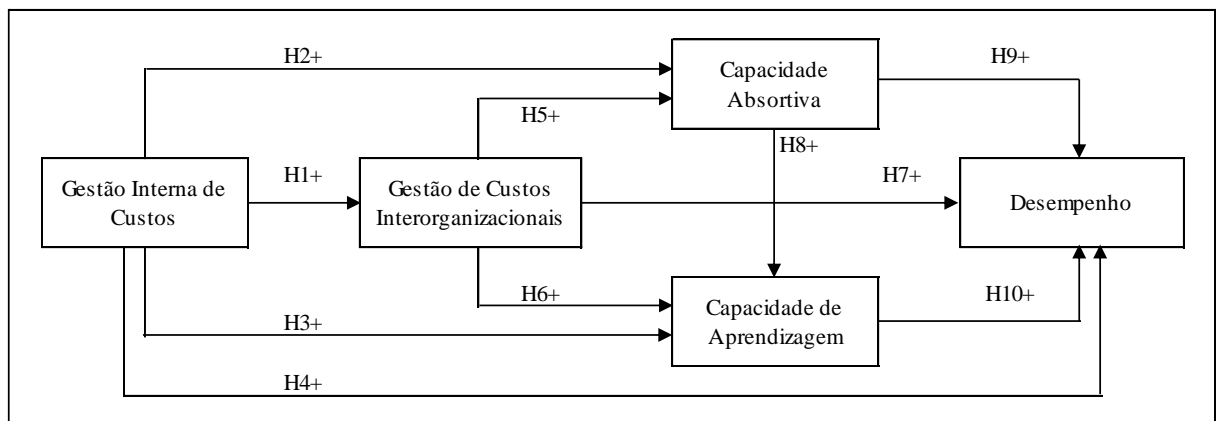 H2+
Capacidade
Absortiva
H9+
H5+
H8+
Gestão Interna de
Custos
H1+
Gestão de Custos
Interorganizacionais
H7+
Desempenho
H6+
Capacidade de
Aprendizagem
H10+
H3+
H4+